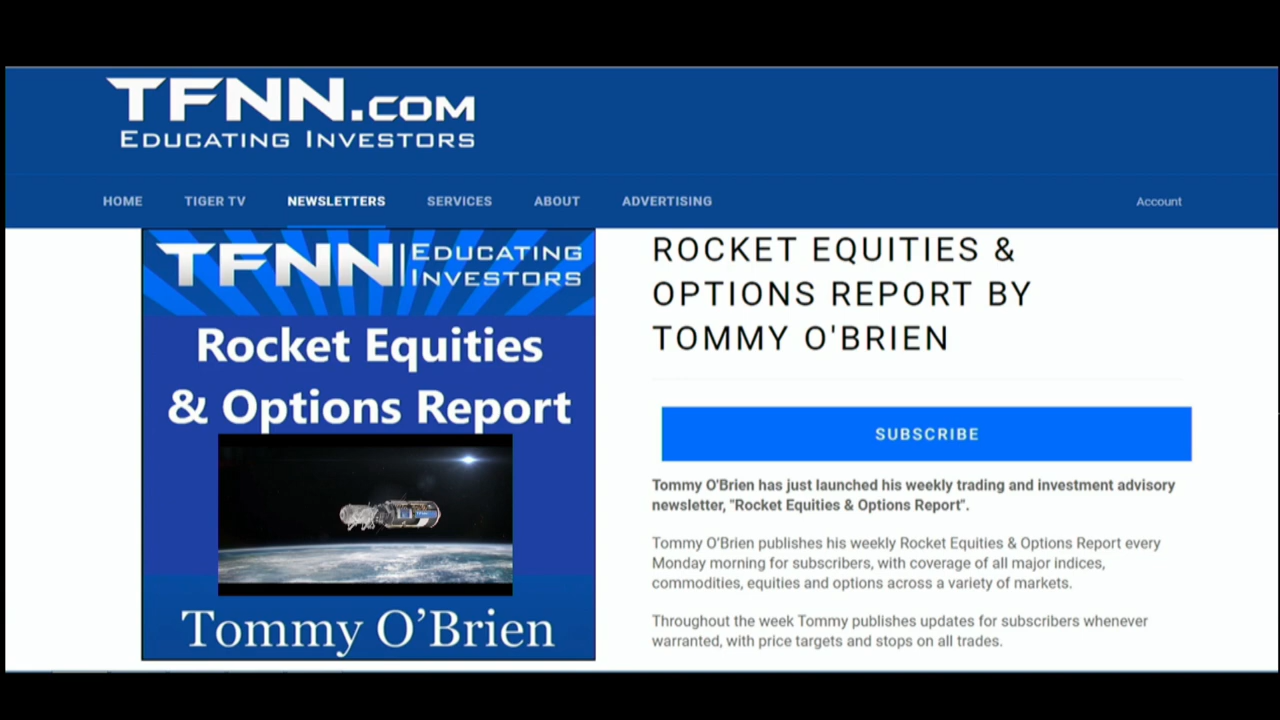 TFNN.COM
EDUCATING INVESTORS
HOME TIGER TV NEWSLETTERS SERVICES ABOUT ADVERTISING Account
TFNN | EDUCATING
INVESTORS
Rocket Equities
& Options Report
Tommy O’Brien
ROCKET EQUITIES &
OPTIONS REPORT BY
TOMMY O'BRIEN
SUBSCRIBE
Tommy O'Brien has just launched his weekly trading and investment advisory
newsletter, "Rocket Equities & Options Report".
Tommy O’Brien publishes his weekly Rocket Equities & Options Report every
Monday morning for subscribers, with coverage of all major indices,
commodities, equities and options across a variety of markets.
Throughout the week Tommy publishes updates for subscribers whenever
warranted, with price targets and stops on all trades.